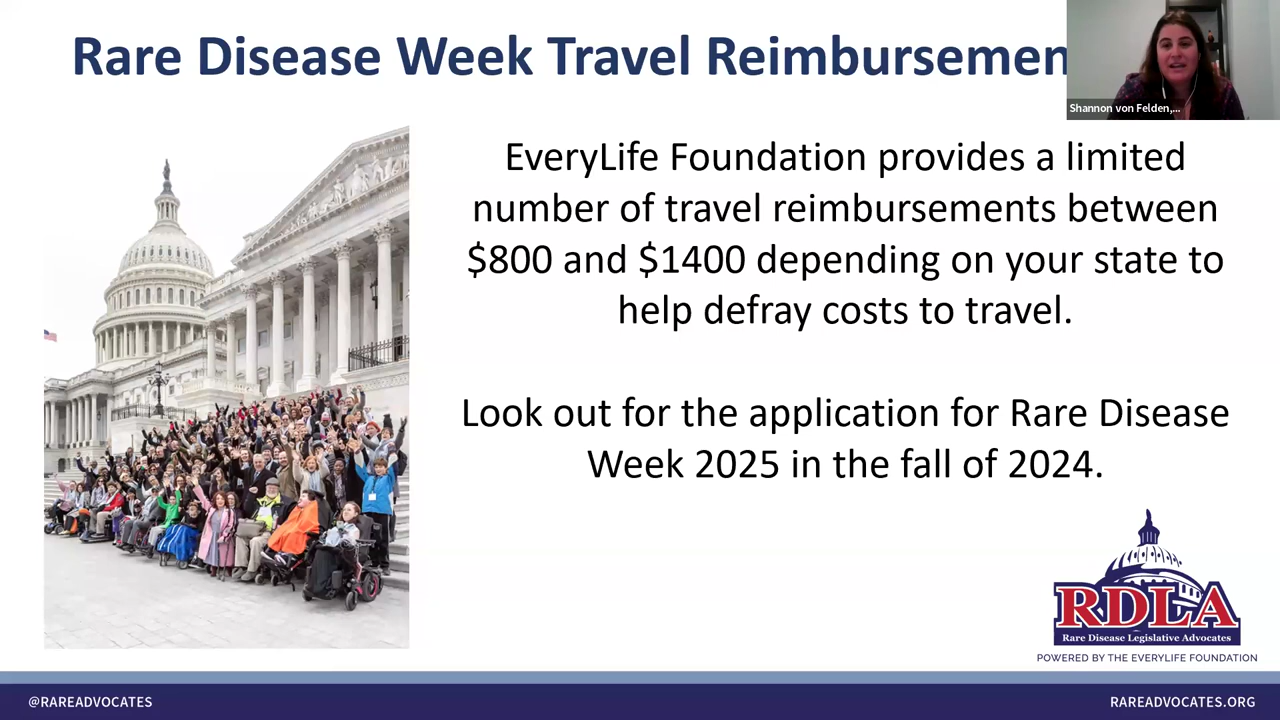 Rare Disease Week Travel Reimbursemen
Shannon von Felden,...
EveryLife Foundation provides a limited
number of travel reimbursements between
$800 and $1400 depending on your state to
help defray costs to travel.
Look out for the application for Rare Disease
Week 2025 in the fall of 2024.
RDLA
Rare Disease Legislative Advocates
POWERED BY THE EVERYLIFE FOUNDATION
@RAREADVOCATES
RAREADVOCATES.ORG